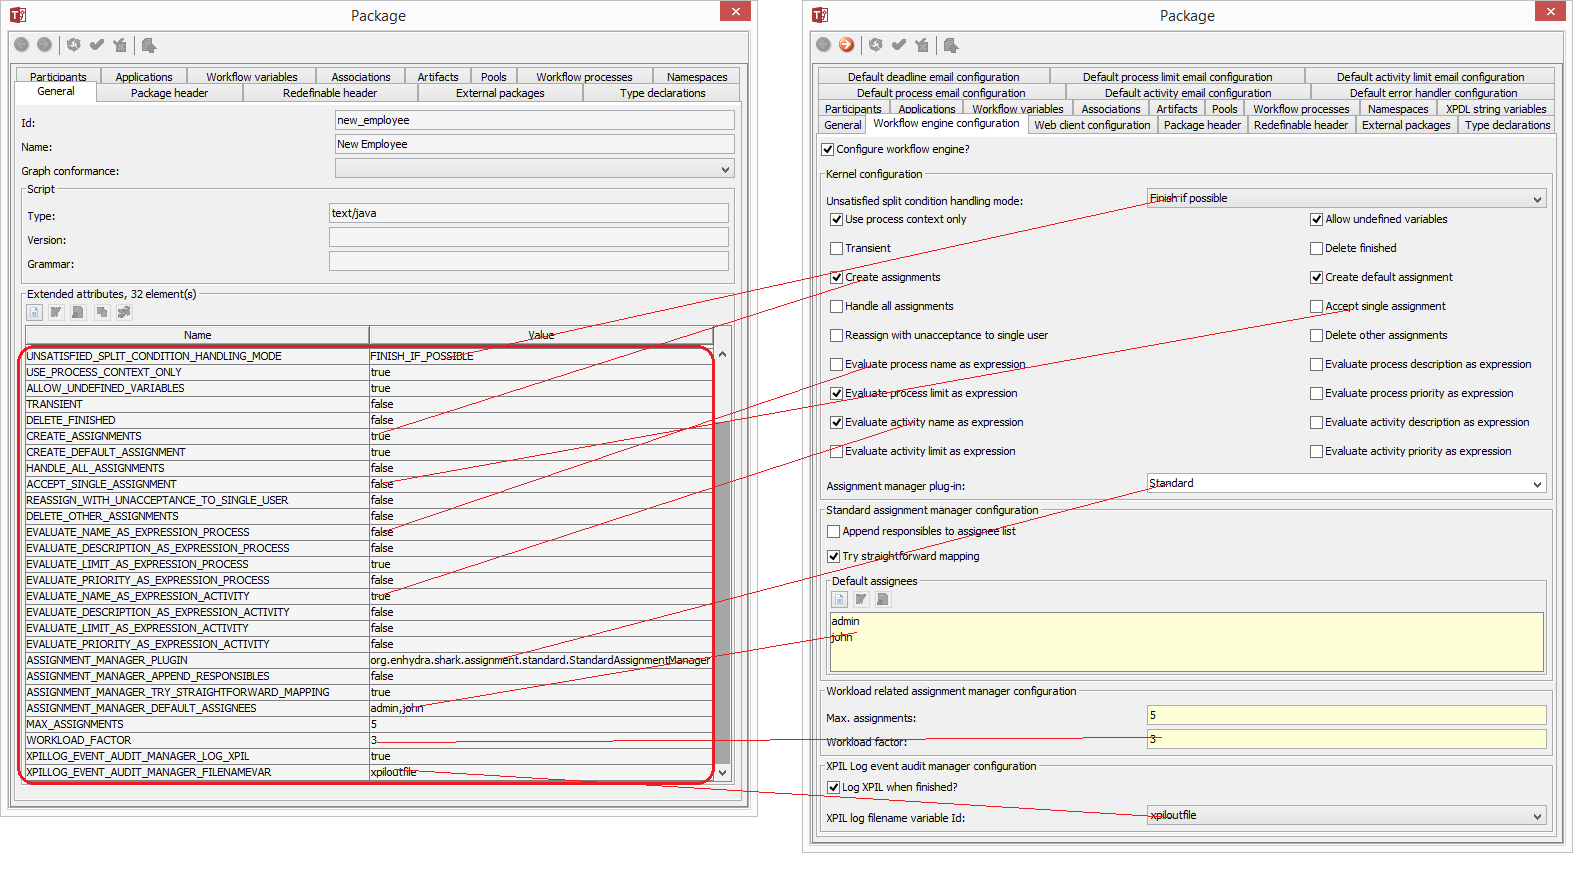 Package
Participants Applications Workflow variables Associations Artifacts Pools Workflow processes Namespaces
General Package header Redefinable header External packages Type declarations
Id: new_employee
Name: New Employee
Graph conformance:
Script
Type: text/java
Version:
Grammar:
Extended attributes, 32 element(s)
Name Value
UNSATISFIED_SPLIT_CONDITION_HANDLING_MODE FINISH_IF_POSSIBLE
USE_PROCESS_CONTEXT_ONLY true
ALLOW_UNDEFINED_VARIABLES true
TRANSIENT false
DELETE_FINISHED false
CREATE_ASSIGNMENTS true
CREATE_DEFAULT_ASSIGNMENT true
HANDLE_ALL_ASSIGNMENTS false
ACCEPT_SINGLE_ASSIGNMENT false
REASSIGN_WITH_UNACCEPTANCE_TO_SINGLE_USER false
DELETE_OTHER_ASSIGNMENTS false
EVALUATE_NAME_AS_EXPRESSION_PROCESS false
EVALUATE_DESCRIPTION_AS_EXPRESSION_PROCESS false
EVALUATE_LIMIT_AS_EXPRESSION_PROCESS true
EVALUATE_PRIORITY_AS_EXPRESSION_PROCESS false
EVALUATE_NAME_AS_EXPRESSION_ACTIVITY true
EVALUATE_DESCRIPTION_AS_EXPRESSION_ACTIVITY false
EVALUATE_LIMIT_AS_EXPRESSION_ACTIVITY false
EVALUATE_PRIORITY_AS_EXPRESSION_ACTIVITY false
ASSIGNMENT_MANAGER_PLUGIN org.enhydra.shark.assignment.standard.StandardAssignmentManager
ASSIGNMENT_MANAGER_APPEND_RESPONSIBLES false
ASSIGNMENT_MANAGER_TRY_STRAIGHTFORWARD_MAPPING true
ASSIGNMENT_MANAGER_DEFAULT_ASSIGNEES admin,john
MAX_ASSIGNMENTS 5
WORKLOAD_FACTOR 3
XPILLOG_EVENT_AUDIT_MANAGER_LOG_XPIL true
XPILLOG_EVENT_AUDIT_MANAGER_FILENAMEVAR xpiloutfile
Package
Default deadline email configuration Default process limit email configuration Default activity limit email configuration
Default process email configuration Default activity email configuration Default error handler configuration
Participants Applications Workflow variables Associations Artifacts Pools Workflow processes Namespaces XPDL string variables
General Workflow engine configuration Web client configuration Package header Redefinable header External packages Type declarations
Configure workflow engine?
Kernel configuration
Unsatisfied split condition handling mode: Finish if possible
Use process context only Allow undefined variables
Transient Delete finished
Create assignments Create default assignment
Handle all assignments Accept single assignment
Reassign with unacceptance to single user Delete other assignments
Evaluate process name as expression Evaluate process description as expression
Evaluate process limit as expression Evaluate process priority as expression
Evaluate activity name as expression Evaluate activity description as expression
Evaluate activity limit as expression Evaluate activity priority as expression
Assignment manager plug-in: Standard
Standard assignment manager configuration
Append responsibles to assignee list
Try straightforward mapping
Default assignees
admin
john
Workload related assignment manager configuration
Max. assignments: 5
Workload factor: 3
XPIL Log event audit manager configuration
Log XPIL when finished?
XPIL log filename variable Id: xpiloutfile